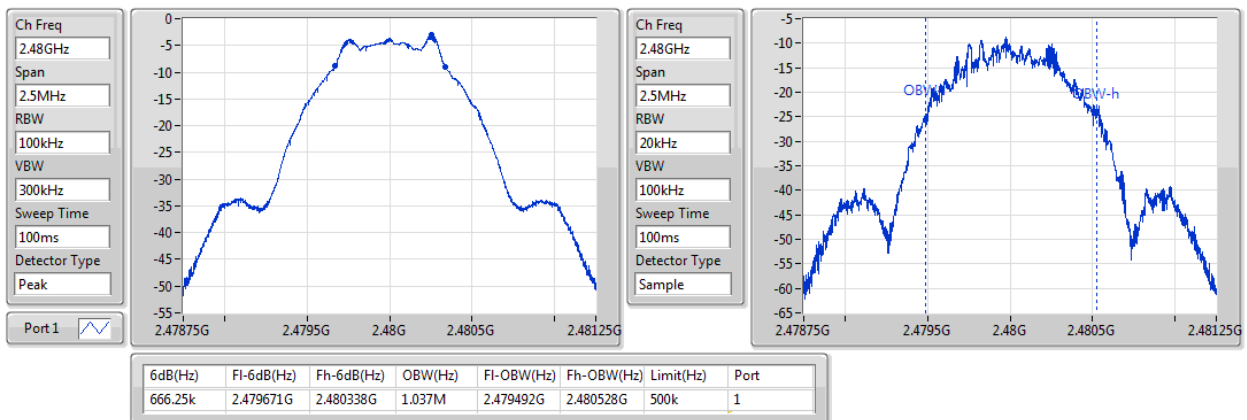 Ch Freq
2.48GHz
Span
2.5MHz
RBW
100kHz
VBW
300kHz
Sweep Time
100ms
Detector Type
Peak
Port 1
0-
-5-
-10-
-15-
-20-
-25-
-30-
-35-
-40-
-45-
-50-
-55-
2.47875G 2.4795G 2.48G 2.4805G 2.48125G
Ch Freq
2.48GHz
Span
2.5MHz
RBW
20kHz
VBW
100kHz
Sweep Time
100ms
Detector Type
Sample
-5-
-10-
-15-
-20-
-25-
-30-
-35-
-40-
-45-
-50-
-55-
-60-
-65-
OBW
OBW-h
2.47875G 2.4795G 2.48G 2.4805G 2.48125G
6dB(Hz) Fl-6dB(Hz) Fh-6dB(Hz) OBW(Hz) Fl-OBW(Hz) Fh-OBW(Hz) Limit(Hz) Port
666.25k 2.479671G 2.480338G 1.037M 2.479492G 2.480528G 500k 1